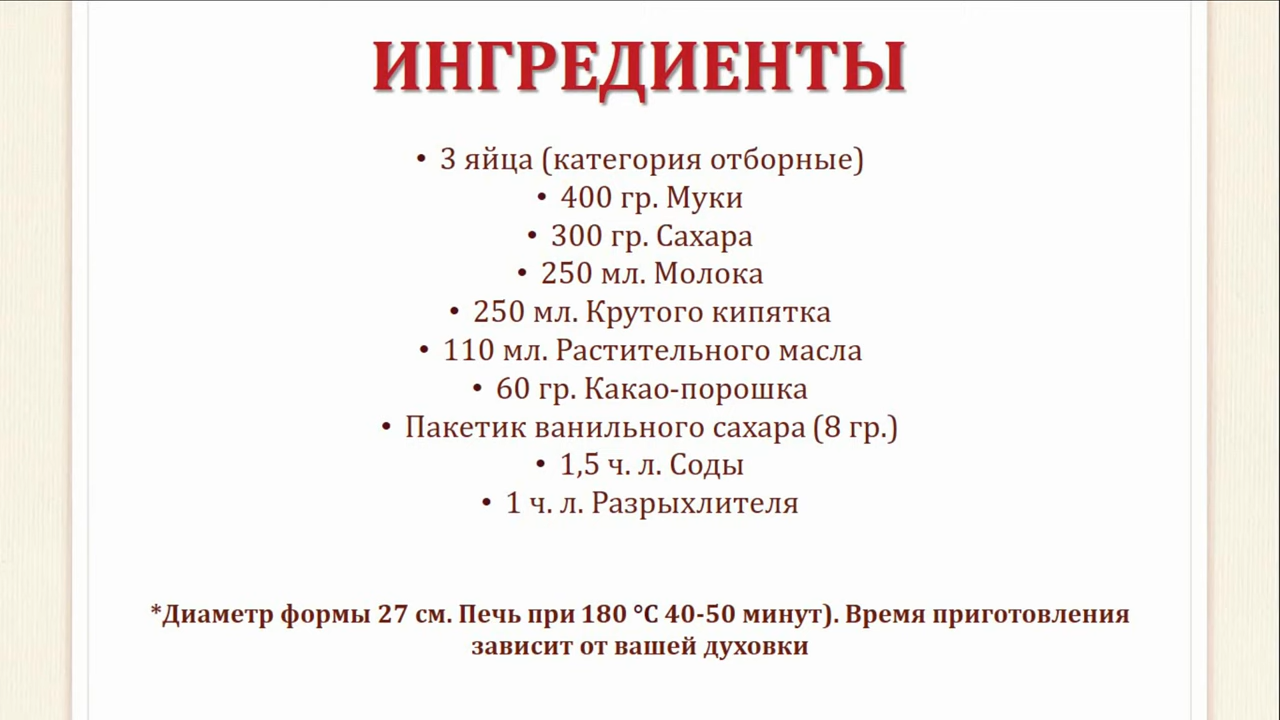 ИНГРЕДИЕНТЫ
• 3 яйца (категория отборные)
• 400 гр. Муки
• 300 гр. Сахара
• 250 мл. Молока
• 250 мл. Крутого кипятка
• 110 мл. Растительного масла
• 60 гр. Какао-порошка
• Пакетик ванильного сахара (8 гр.)
• 1,5 ч. л. Соды
• 1 ч. л. Разрыхлителя
*Диаметр формы 27 см. Печь при 180 °C 40-50 минут). Время приготовления
зависит от вашей духовки